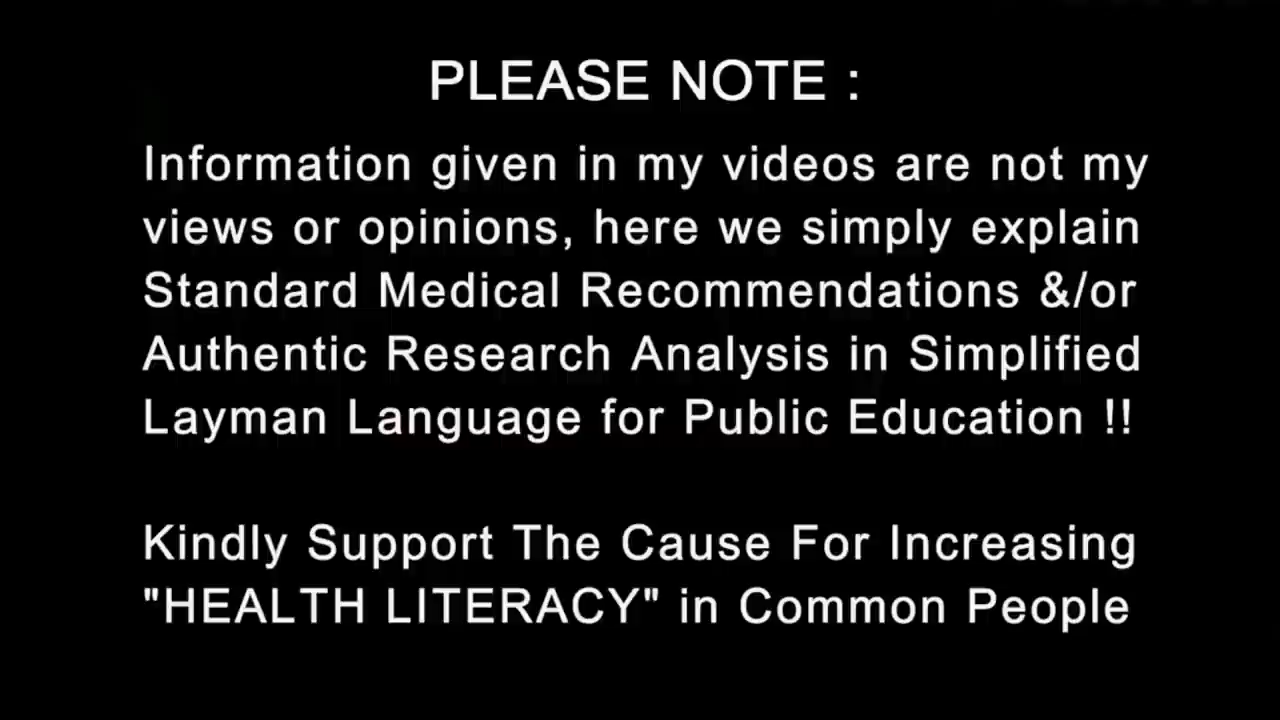 PLEASE NOTE :
Information given in my videos are not my
views or opinions, here we simply explain
Standard Medical Recommendations &/or
Authentic Research Analysis in Simplified
Layman Language for Public Education !!
Kindly Support The Cause For Increasing
"HEALTH LITERACY" in Common People